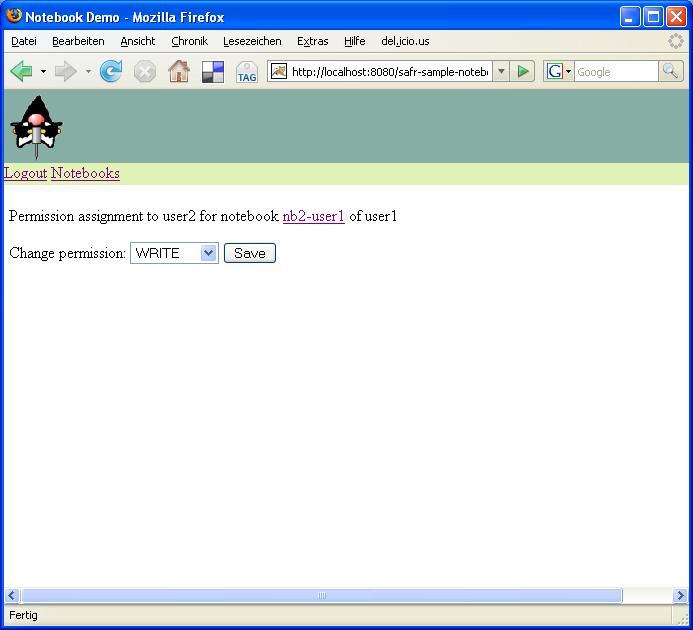 Notebook Demo - Mozilla Firefox
Datei Bearbeiten Ansicht Chronik Lesezeichen Extras Hilfe del.icio.us
TAG http://localhost:8080/safr-sample-noteb G Google
Logout Notebooks
Permission assignment to user2 for notebook nb2-user1 of user1
Change permission: WRITE Save
Fertig